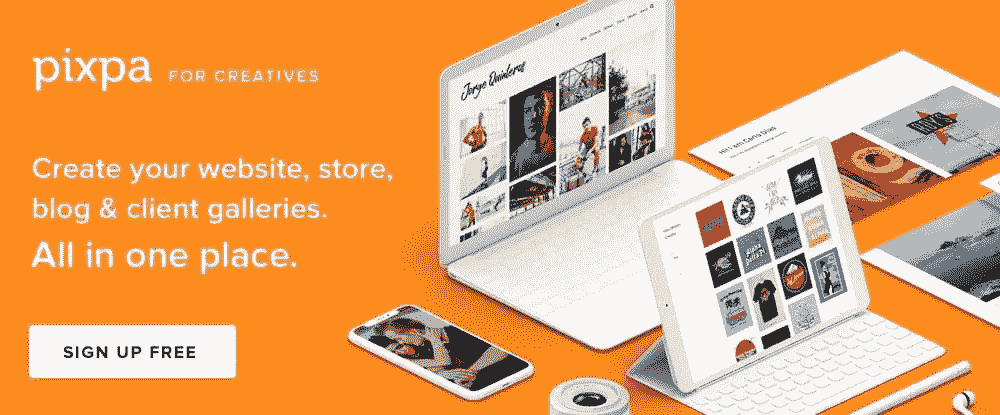 pixpa FOR CREATIVES
Create your website, store,
blog & client galleries.
All in one place.
SIGN UP FREE
Jorge Quinteros
Hi! I am Carla Dias